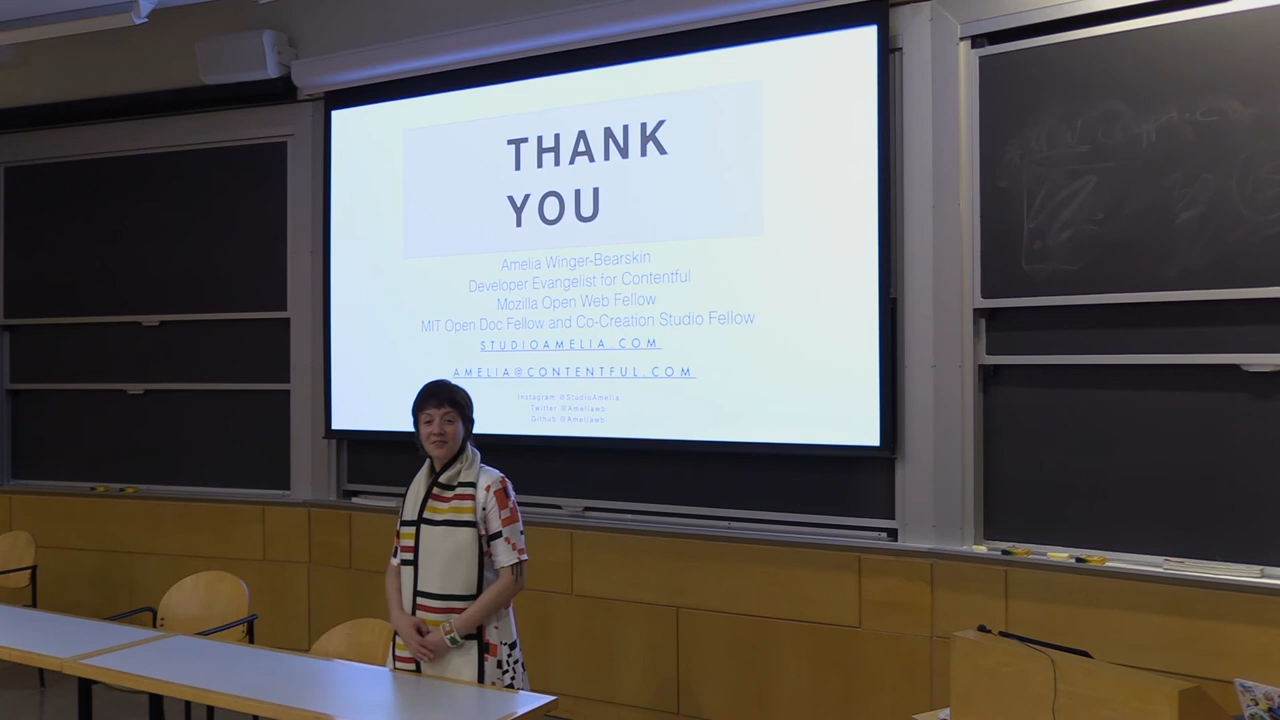 THANK
YOU
Amelia Winger-Bearskin
Developer Evangelist for Contentful
Mozilla Open Web Fellow
MIT Open Doc Fellow and Co-Creation Studio Fellow
STUDIOAMELIA.COM
AMELIA@CONTENTFUL.COM
Instagram @StudioAmelia
Twitter @Ameliawb
Github @Ameliawb